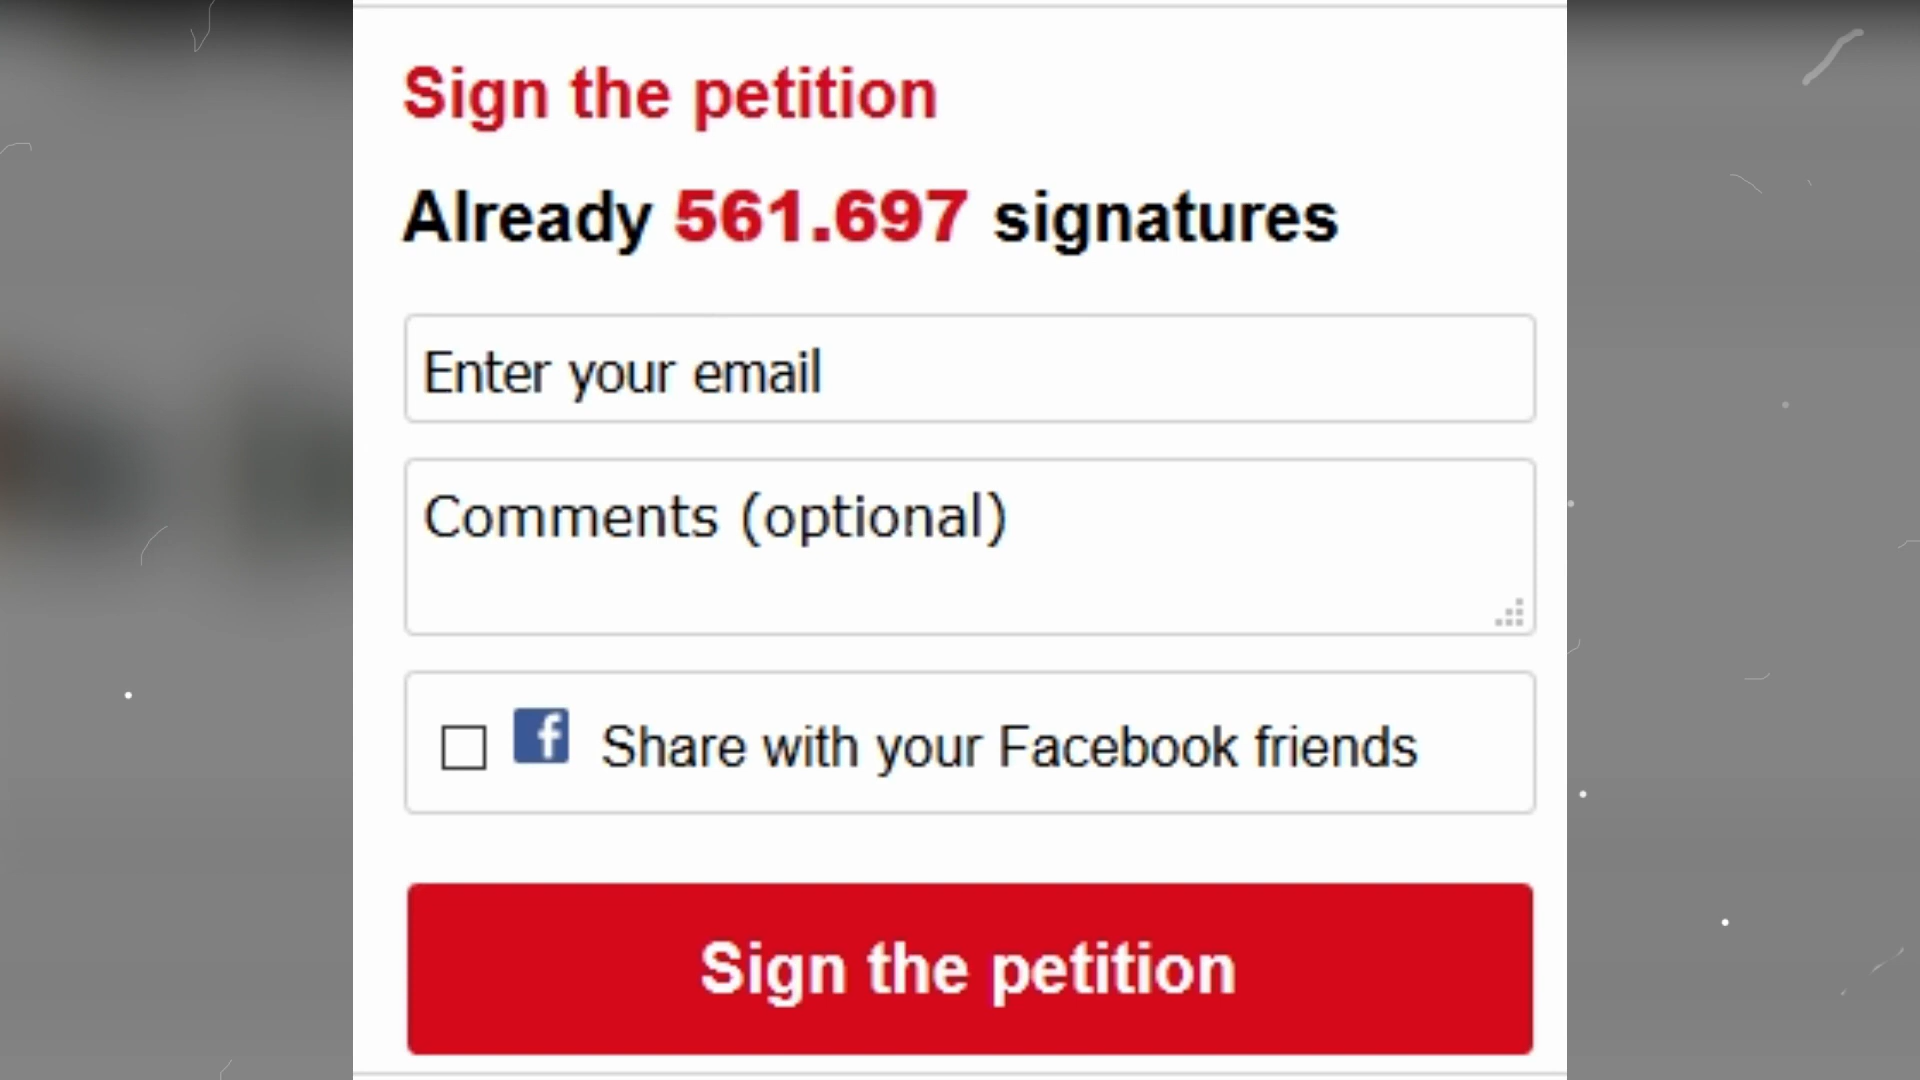 Sign the petition
Already 561.697 signatures
Enter your email
Comments (optional)
Share with your Facebook friends
Sign the petition